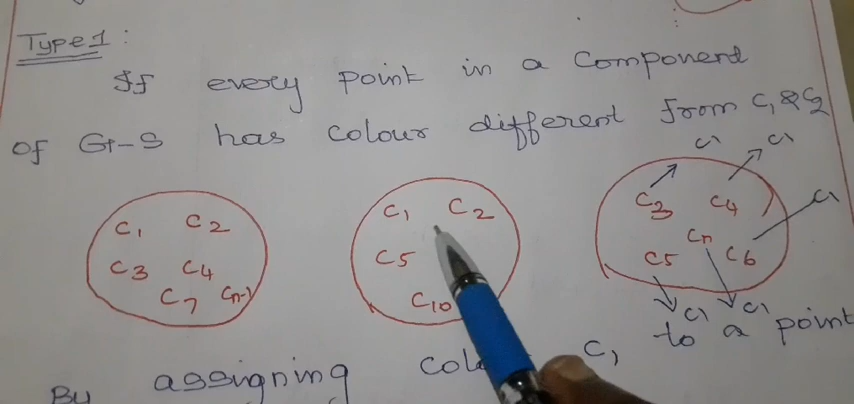 Type 1 :
If every point in a component
of G-S has colour different from C1 & C2
C1 C2
C3 C4
C7 Cn-1
C1 C2
C5
C10
C1 C1
C3 C4
C1
Cn
C5 C6
C1 C1
By assigning C1 to a point